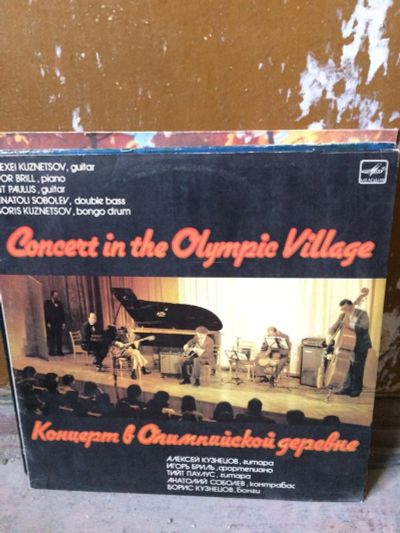 EXEI KUZNETSOV, guitar
OR BRILL, piano
IT PAULUS, guitar
NATOLI SOBOLEV, double bass
ORIS KUZNETSOV, bongo drum
Concert in the Olympic Village
Концерт в Олимпийской деревне
АЛЕКСЕЙ КУЗНЕЦОВ, гитара
ИГОРЬ БРИЛЬ, фортепиано
ТИЙТ ПАУЛУС, гитара
АНАТОЛИЙ СОБОЛЕВ, контрабас
БОРИС КУЗНЕЦОВ, бонги